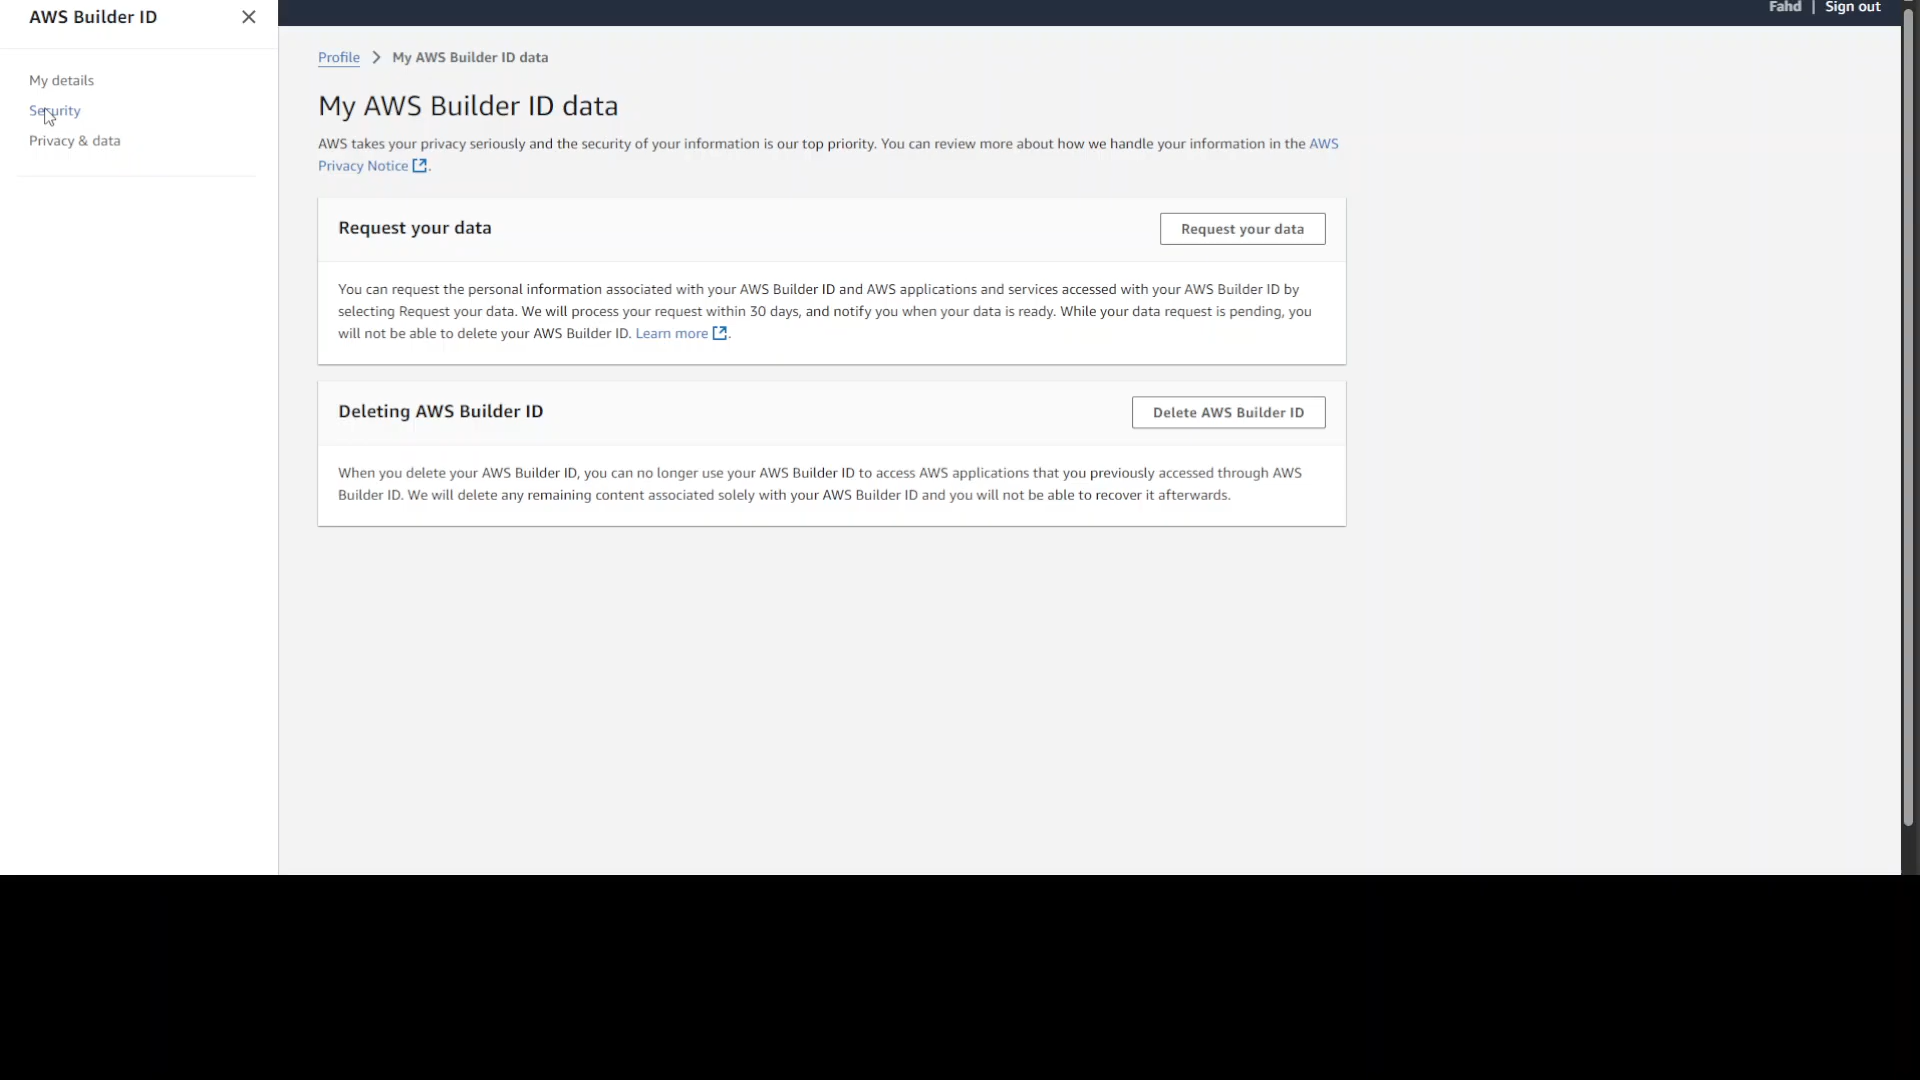 AWS Builder ID
Fahd | Sign out
My details
Security
Privacy & data
Profile > My AWS Builder ID data
My AWS Builder ID data
AWS takes your privacy seriously and the security of your information is our top priority. You can review more about how we handle your information in the AWS
Privacy Notice.
Request your data
Request your data
You can request the personal information associated with your AWS Builder ID and AWS applications and services accessed with your AWS Builder ID by
selecting Request your data. We will process your request within 30 days, and notify you when your data is ready. While your data request is pending, you
will not be able to delete your AWS Builder ID. Learn more.
Deleting AWS Builder ID
Delete AWS Builder ID
When you delete your AWS Builder ID, you can no longer use your AWS Builder ID to access AWS applications that you previously accessed through AWS
Builder ID. We will delete any remaining content associated solely with your AWS Builder ID and you will not be able to recover it afterwards.